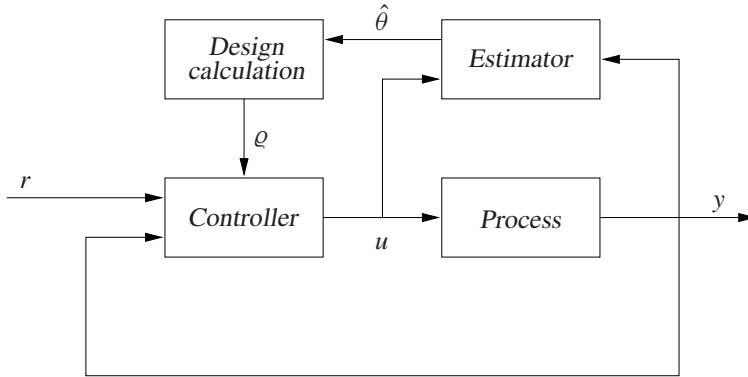 θ̂
Design
calculation
Estimator
ϱ
r
Controller
u
Process
y